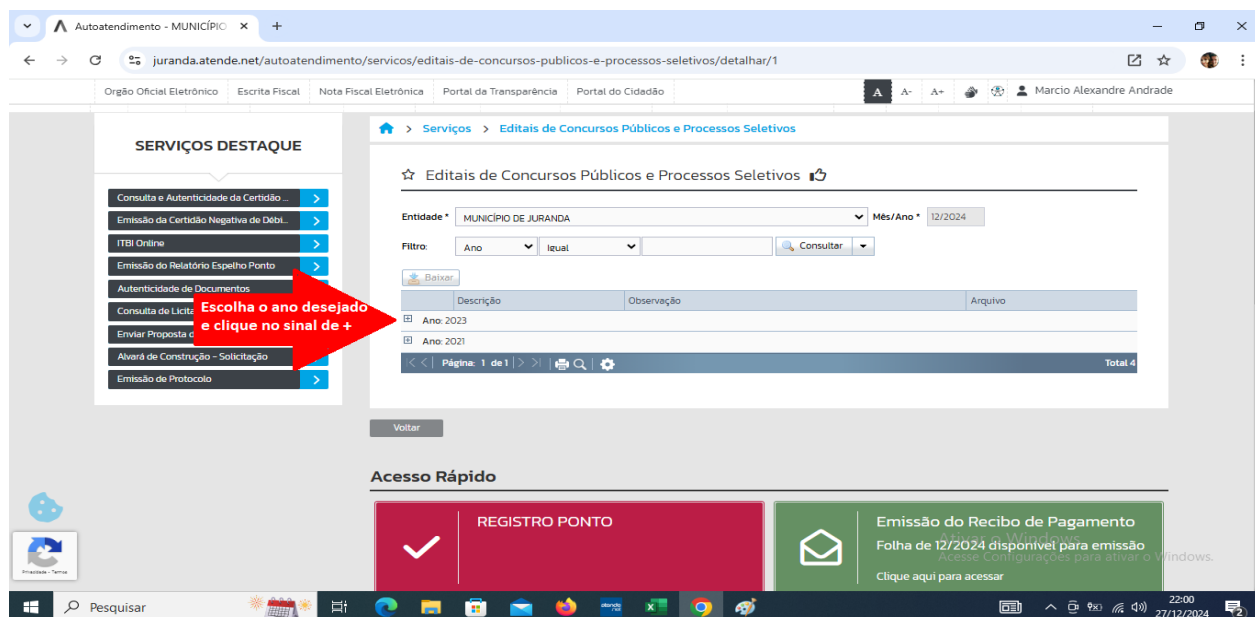 Autoatendimento - MUNICÍPIO
juranda.atende.net/autoatendimento/servicos/editais-de-concursos-publicos-e-processos-seletivos/detalhar/1
Orgão Oficial Eletrônico Escrita Fiscal Nota Fiscal Eletrônica Portal da Transparência Portal do Cidadão A A- A+ Marcio Alexandre Andrade
> Serviços > Editais de Concursos Públicos e Processos Seletivos
SERVIÇOS DESTAQUE
Consulta e Autenticidade da Certidão ...
Emissão da Certidão Negativa de Débi...
ITBI Online
Emissão do Relatório Espelho Ponto
Autenticidade de Documentos
Consulta de Licita
Enviar Proposta d
Alvará de Construção - Solicitação
Emissão de Protocolo
Escolha o ano desejado
e clique no sinal de +
Editais de Concursos Públicos e Processos Seletivos
Entidade * MUNICÍPIO DE JURANDA Mês/Ano * 12/2024
Filtro: Ano Igual Consultar
Baixar
Descrição Observação Arquivo
Ano: 2023
Ano: 2021
Página: 1 de 1 Total 4
Voltar
Acesso Rápido
REGISTRO PONTO
Emissão do Recibo de Pagamento
Folha de 12/2024 disponível para emissão
Clique aqui para acessar
Ativar o Windows
Acesse Configurações para ativar o Windows.
Privacidade - Termos
Pesquisar
22:00
27/12/2024